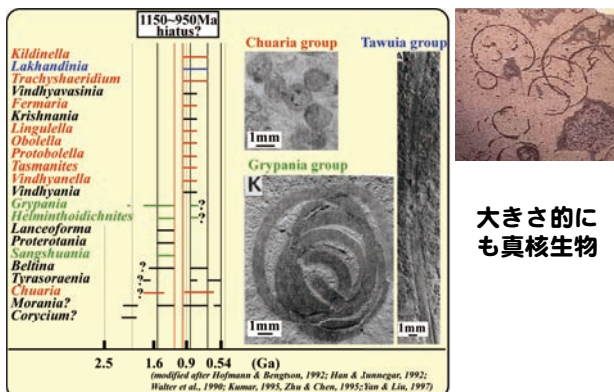 1150~950Ma
hiatus?
Kildinella
Lakhandinia
Trachyshaeridium
Vindhyavasinia
Fermaria
Krishnania
Lingulella
Obolella
Protobolella
Tasmanites
Vindhyanella
Vindhyania
Grypania
Helminthoidichnites
Lanceoforma
Proterotania
Sangshuania
Beltina
Tyrasoraenia
Chuaria
Morania?
Corycium?
?
?
?
?
?
2.5
1.6
0.9
0.54
(Ga)
Chuaria group
1mm
Grypania group
K
1mm
Tawuia group
A
1mm
(modified after Hofmann & Bengtson, 1992; Han & Junnegar, 1992;
Walter et al., 1990; Kumar, 1995, Zhu & Chen, 1995;Yan & Liu, 1997)
大きさ的に
も真核生物